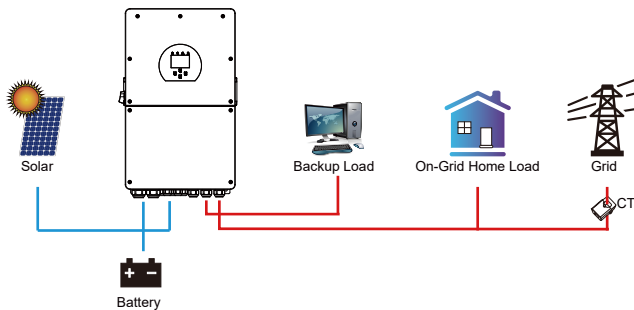 Solar
Backup Load
On-Grid Home Load
Grid
CT
Battery